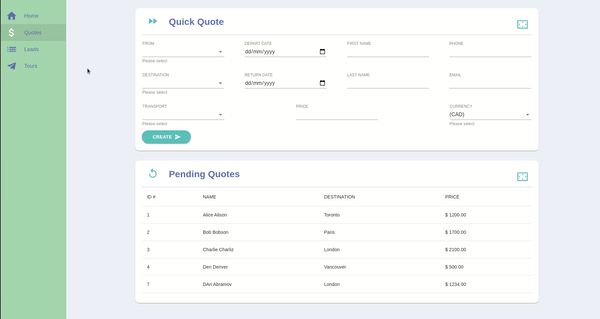 Home
Quotes
Leads
Tours
Quick Quote
FROM
DEPART DATE
FIRST NAME
PHONE
dd/mm/yyyy
Please select
DESTINATION
RETURN DATE
LAST NAME
EMAIL
dd/mm/yyyy
Please select
TRANSPORT
PRICE
CURRENCY
(CAD)
Please select
Please select
CREATE
Pending Quotes
ID #
NAME
DESTINATION
PRICE
1
Alice Alison
Toronto
$ 1200.00
2
Bob Bobson
Paris
$ 1700.00
3
Charlie Charliz
London
$ 2100.00
4
Den Denver
Vancouver
$ 500.00
7
DAn Abramov
London
$ 1234.00